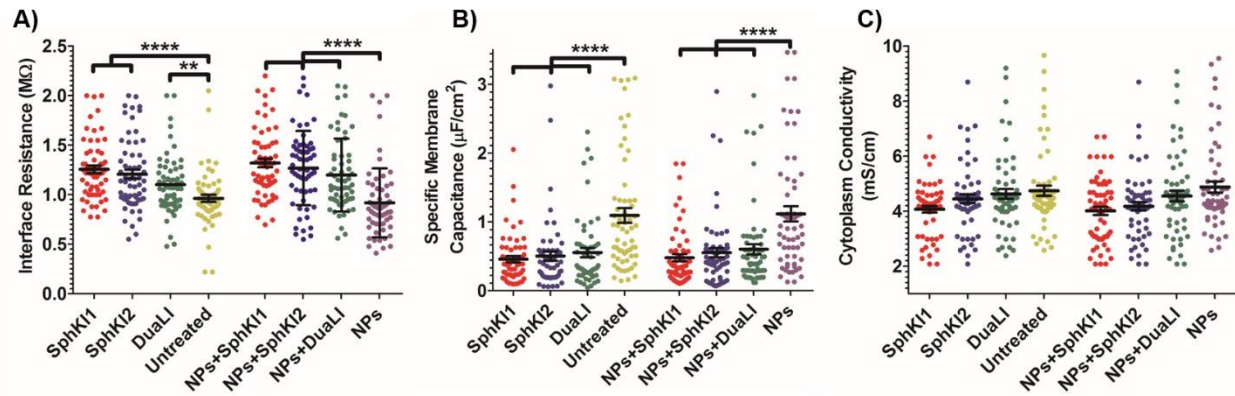 A)
Interface Resistance (MΩ)
2.5
2.0
1.5
1.0
0.5
0.0
****
**
****
SphKI1
SphKI2
DuaLI
Untreated
NPs+SphKI1
NPs+SphKI2
NPs+DuaLI
NPs
B)
Specific Membrane
Capacitance (µF/cm²)
3
2
1
0
****
****
SphKI1
SphKI2
DuaLI
Untreated
NPs+SphKI1
NPs+SphKI2
NPs+DuaLI
NPs
C)
Cytoplasm Conductivity
(mS/cm)
10
8
6
4
2
SphKI1
SphKI2
DuaLI
Untreated
NPs+SphKI1
NPs+SphKI2
NPs+DuaLI
NPs